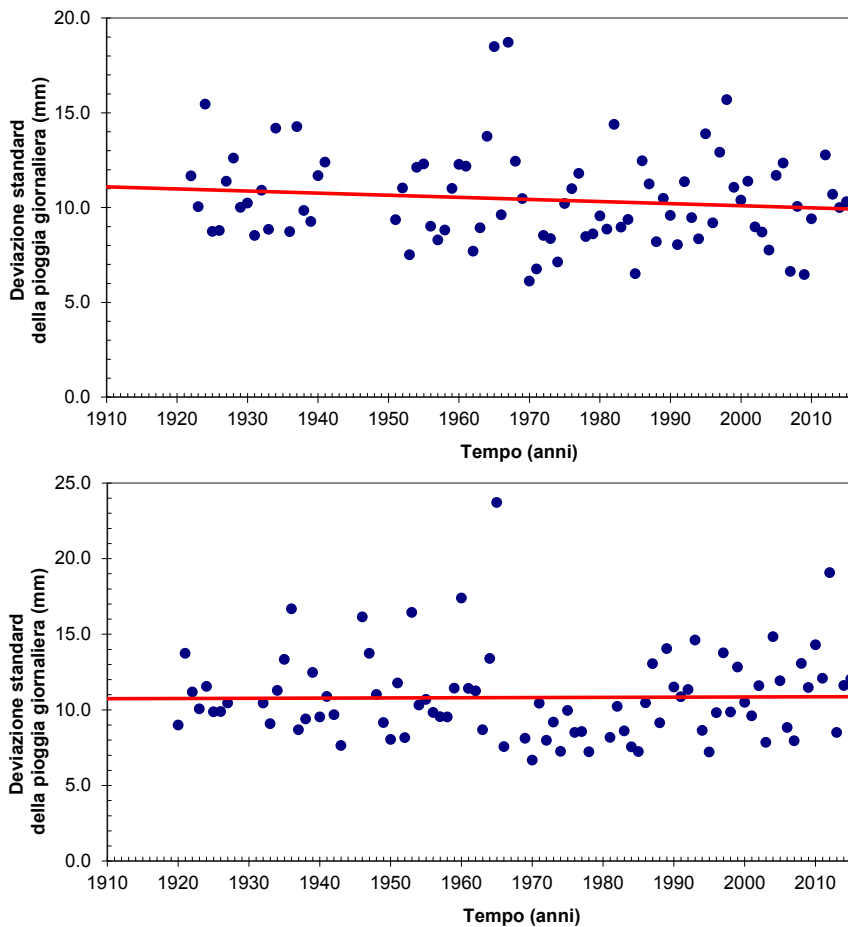 20.0
15.0
10.0
5.0
0.0
Deviazione standard
della pioggia giornaliera (mm)
1910 1920 1930 1940 1950 1960 1970 1980 1990 2000 2010
Tempo (anni)
25.0
20.0
15.0
10.0
5.0
0.0
Deviazione standard
della pioggia giornaliera (mm)
1910 1920 1930 1940 1950 1960 1970 1980 1990 2000 2010
Tempo (anni)